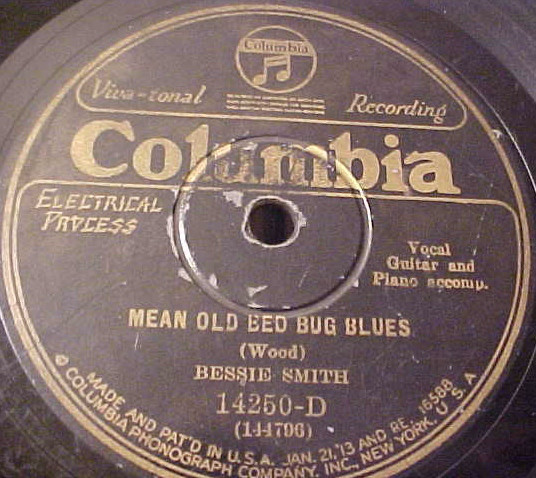 Columbia
Viva-tonal Recording
Columbia
ELECTRICAL
PROCESS
Vocal
Guitar and
Piano accomp.
MEAN OLD BED BUG BLUES
(Wood)
BESSIE SMITH
14250-D
(144796)
MADE AND PAT'D IN U.S.A. JAN. 21,'13 AND RE. 16588
© COLUMBIA PHONOGRAPH COMPANY, INC., NEW YORK, U S A